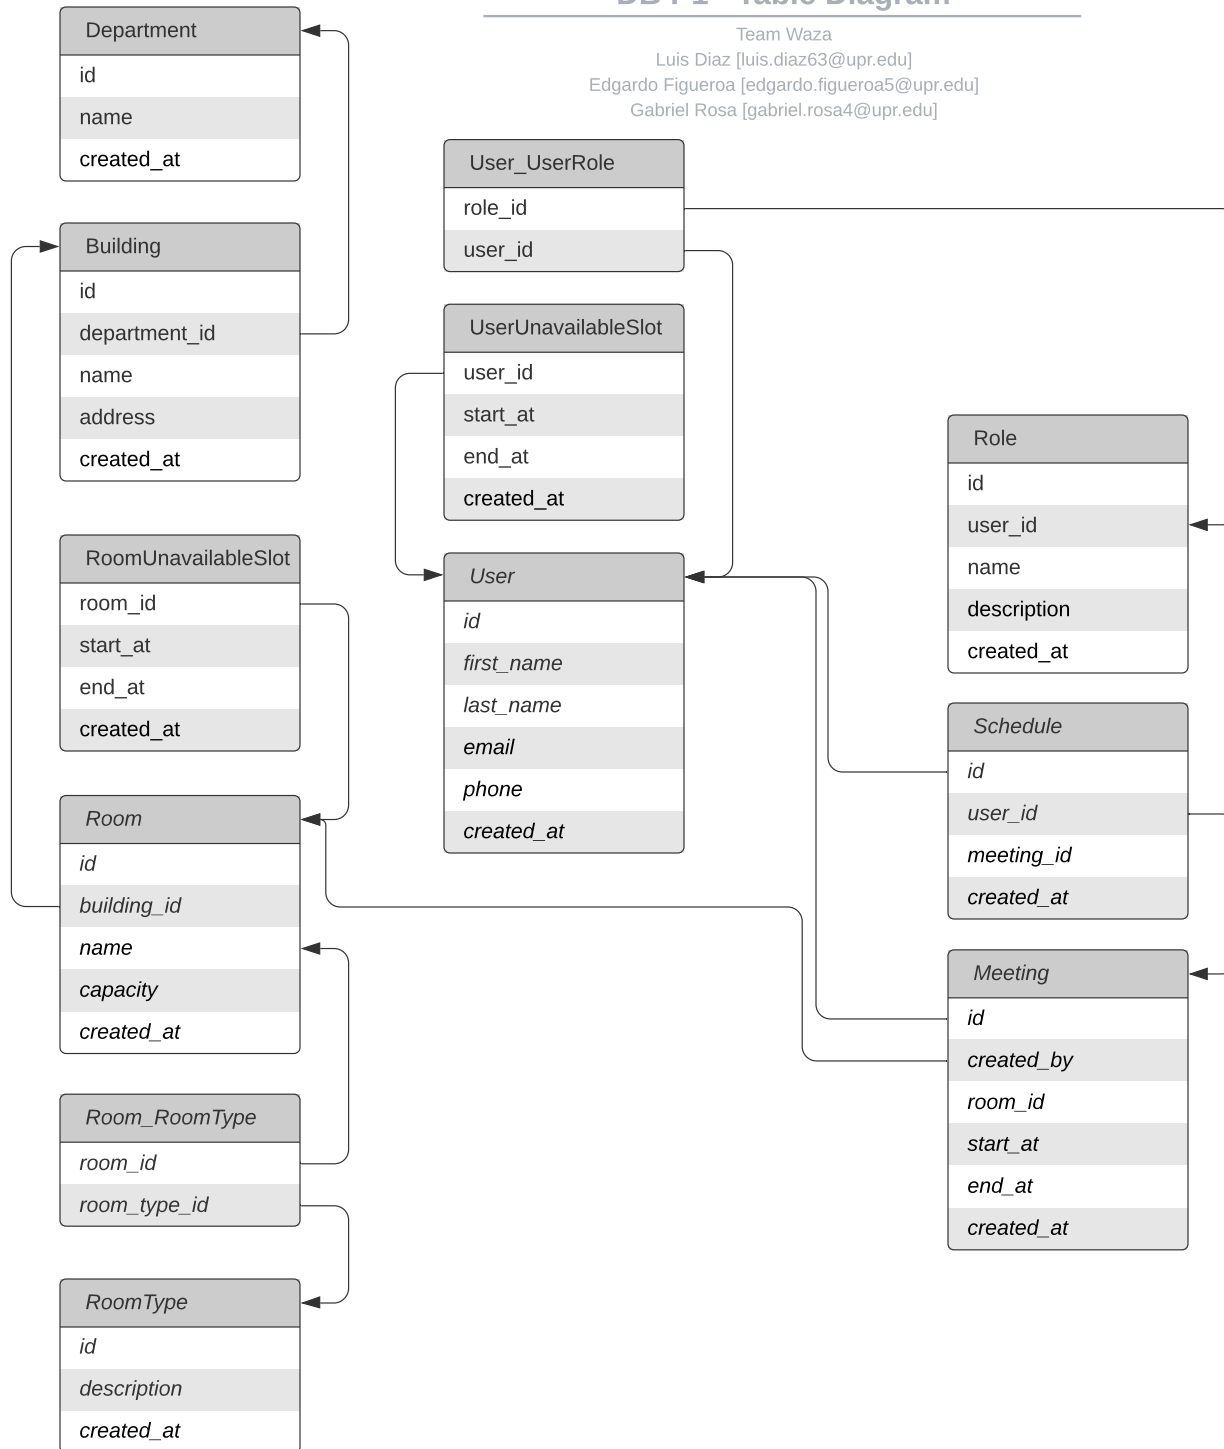 Team Waza
Luis Diaz [luis.diaz63@upr.edu]
Edgardo Figueroa [edgardo.figueroa5@upr.edu]
Gabriel Rosa [gabriel.rosa4@upr.edu]
Department
id
name
created_at
Building
id
department_id
name
address
created_at
RoomUnavailableSlot
room_id
start_at
end_at
created_at
Room
id
building_id
name
capacity
created_at
Room_RoomType
room_id
room_type_id
RoomType
id
description
created_at
User_UserRole
role_id
user_id
UserUnavailableSlot
user_id
start_at
end_at
created_at
User
id
first_name
last_name
email
phone
created_at
Role
id
user_id
name
description
created_at
Schedule
id
user_id
meeting_id
created_at
Meeting
id
created_by
room_id
start_at
end_at
created_at